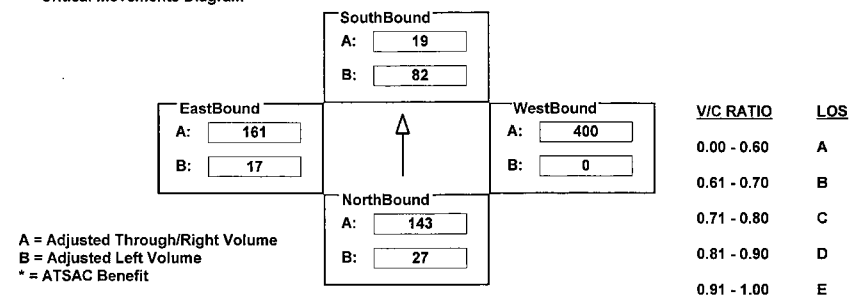 Critical Movements Diagram
SouthBound
A: 19
B: 82
EastBound
A: 161
B: 17
WestBound
A: 400
B: 0
NorthBound
A: 143
B: 27
A = Adjusted Through/Right Volume
B = Adjusted Left Volume
* = ATSAC Benefit
V/C RATIO LOS
0.00 - 0.60 A
0.61 - 0.70 B
0.71 - 0.80 C
0.81 - 0.90 D
0.91 - 1.00 E